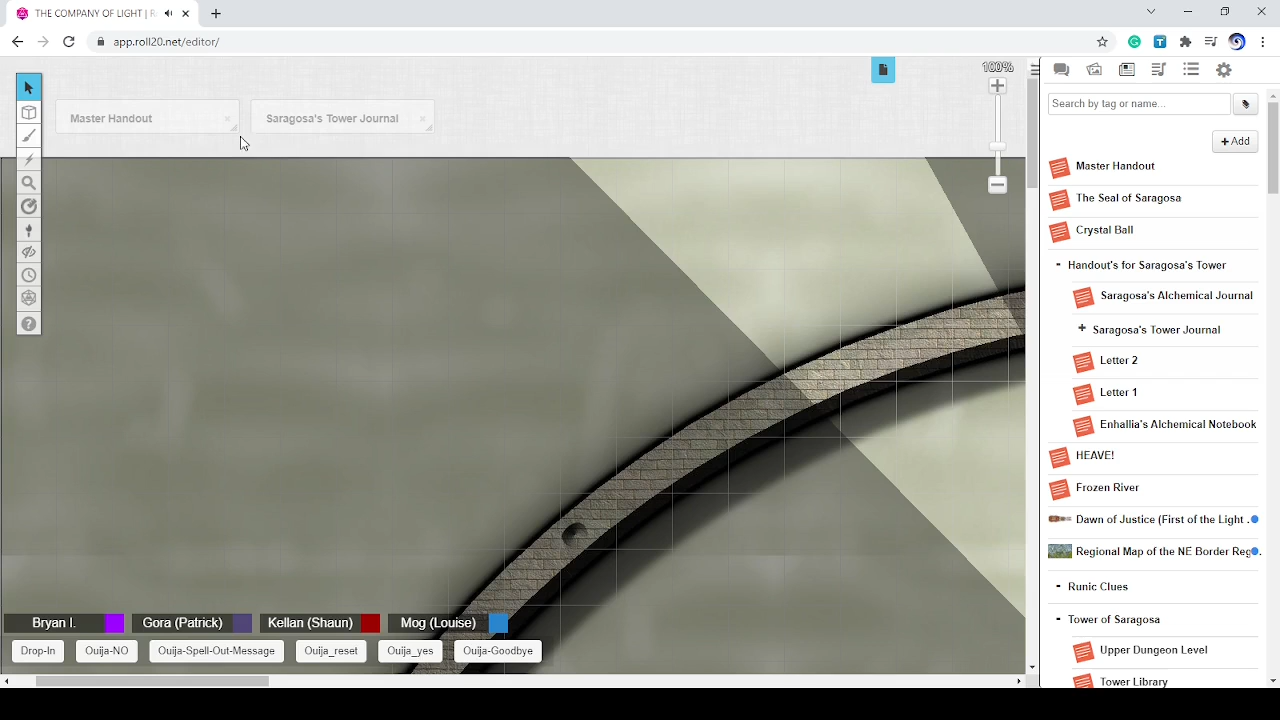 THE COMPANY OF LIGHT | R
app.roll20.net/editor/
100%
Master Handout
Saragosa's Tower Journal
Search by tag or name...
+ Add
Master Handout
The Seal of Saragosa
Crystal Ball
- Handout's for Saragosa's Tower
Saragosa's Alchemical Journal
+ Saragosa's Tower Journal
Letter 2
Letter 1
Enhallia's Alchemical Notebook
HEAVE!
Frozen River
Dawn of Justice (First of the Light .
Regional Map of the NE Border Reg .
- Runic Clues
- Tower of Saragosa
Upper Dungeon Level
Tower Library
Bryan I.
Gora (Patrick)
Kellan (Shaun)
Mog (Louise)
Drop-In
Ouija-NO
Ouija-Spell-Out-Message
Ouija_reset
Ouija_yes
Ouija-Goodbye